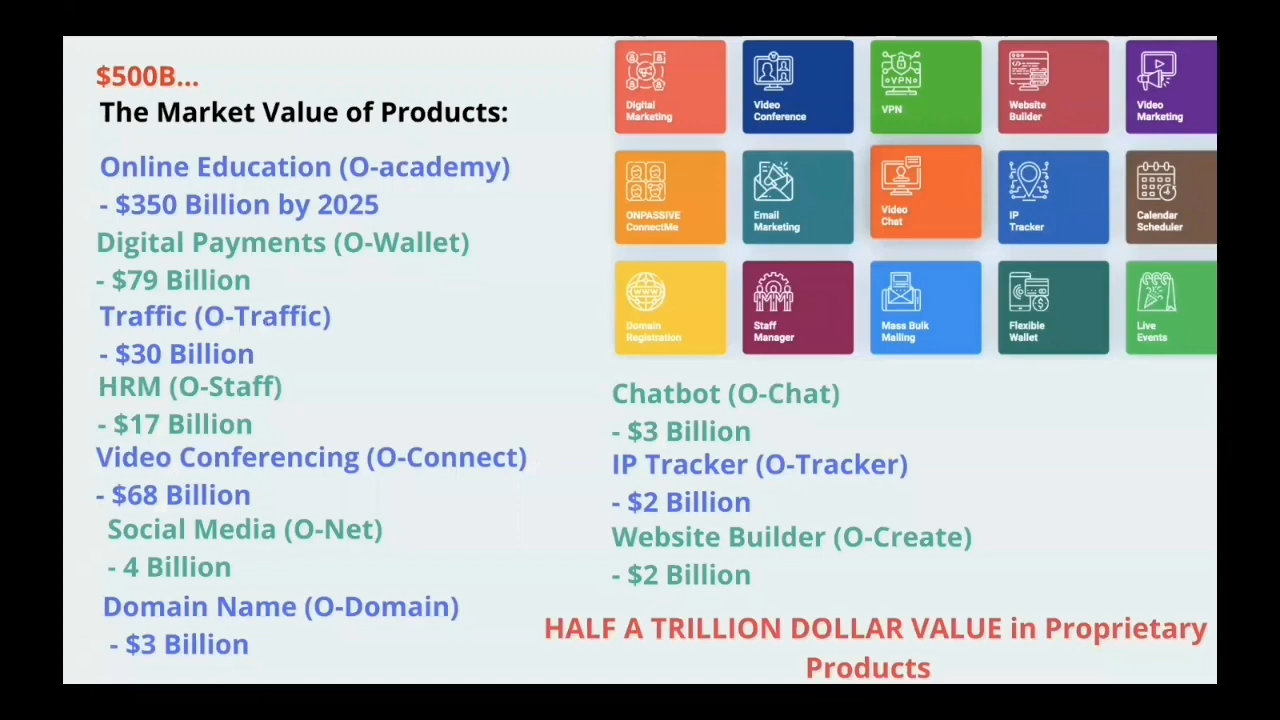 $500B...
The Market Value of Products:
Online Education (O-academy)
- $350 Billion by 2025
Digital Payments (O-Wallet)
- $79 Billion
Traffic (O-Traffic)
- $30 Billion
HRM (O-Staff)
- $17 Billion
Video Conferencing (O-Connect)
- $68 Billion
Social Media (O-Net)
- 4 Billion
Domain Name (O-Domain)
- $3 Billion
Digital
Marketing
Video
Conference
VPN
VPN
Website
Builder
Video
Marketing
ONPASSIVE
ConnectMe
Email
Marketing
Video
Chat
IP
Tracker
Calendar
Scheduler
WWW
Domain
Registration
Staff
Manager
Mass Bulk
Mailing
Flexible
Wallet
Live
Events
Chatbot (O-Chat)
- $3 Billion
IP Tracker (O-Tracker)
- $2 Billion
Website Builder (O-Create)
- $2 Billion
HALF A TRILLION DOLLAR VALUE in Proprietary
Products